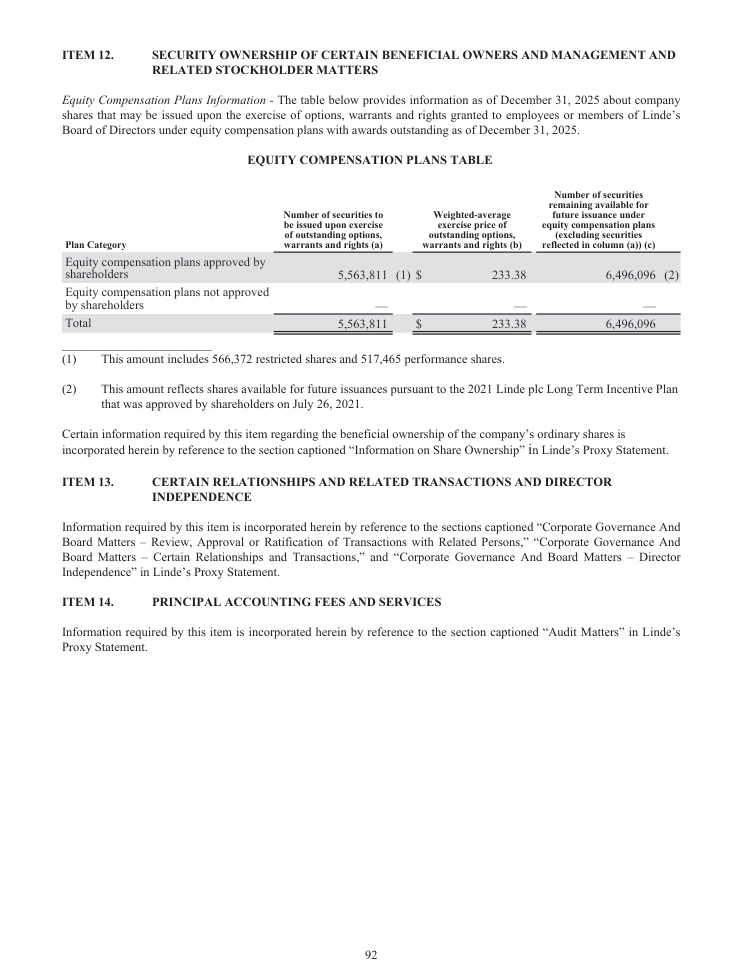 ITEM 12. SECURITY OWNERSHIP OF CERTAIN BENEFICIAL OWNERS AND MANAGEMENT AND
RELATED STOCKHOLDER MATTERS
Equity Compensation Plans Information - The table below provides information as of December 31, 2025 about company
shares that may be issued upon the exercise of options, warrants and rights granted to employees or members of Linde’s
Board of Directors under equity compensation plans with awards outstanding as of December 31, 2025.
EQUITY COMPENSATION PLANS TABLE
Plan Category
Number of securities to
be issued upon exercise
of outstanding options,
warrants and rights (a)
Weighted-average
exercise price of
outstanding options,
warrants and rights (b)
Number of securities
remaining available for
future issuance under
equity compensation plans
(excluding securities
reflected in column (a)) (c)
Equity compensation plans approved by
shareholders 5,563,811 (1) $ 233.38 6,496,096 (2)
Equity compensation plans not approved
by shareholders — — —
Total 5,563,811 $ 233.38 6,496,096
(1) This amount includes 566,372 restricted shares and 517,465 performance shares.
(2) This amount reflects shares available for future issuances pursuant to the 2021 Linde plc Long Term Incentive Plan
that was approved by shareholders on July 26, 2021.
Certain information required by this item regarding the beneficial ownership of the company’s ordinary shares is
incorporated herein by reference to the section captioned “Information on Share Ownership” in Linde’s Proxy Statement.
ITEM 13. CERTAIN RELATIONSHIPS AND RELATED TRANSACTIONS AND DIRECTOR
INDEPENDENCE
Information required by this item is incorporated herein by reference to the sections captioned “Corporate Governance And
Board Matters – Review, Approval or Ratification of Transactions with Related Persons,” “Corporate Governance And
Board Matters – Certain Relationships and Transactions,” and “Corporate Governance And Board Matters – Director
Independence” in Linde’s Proxy Statement.
ITEM 14. PRINCIPAL ACCOUNTING FEES AND SERVICES
Information required by this item is incorporated herein by reference to the section captioned “Audit Matters” in Linde’s
Proxy Statement.
92